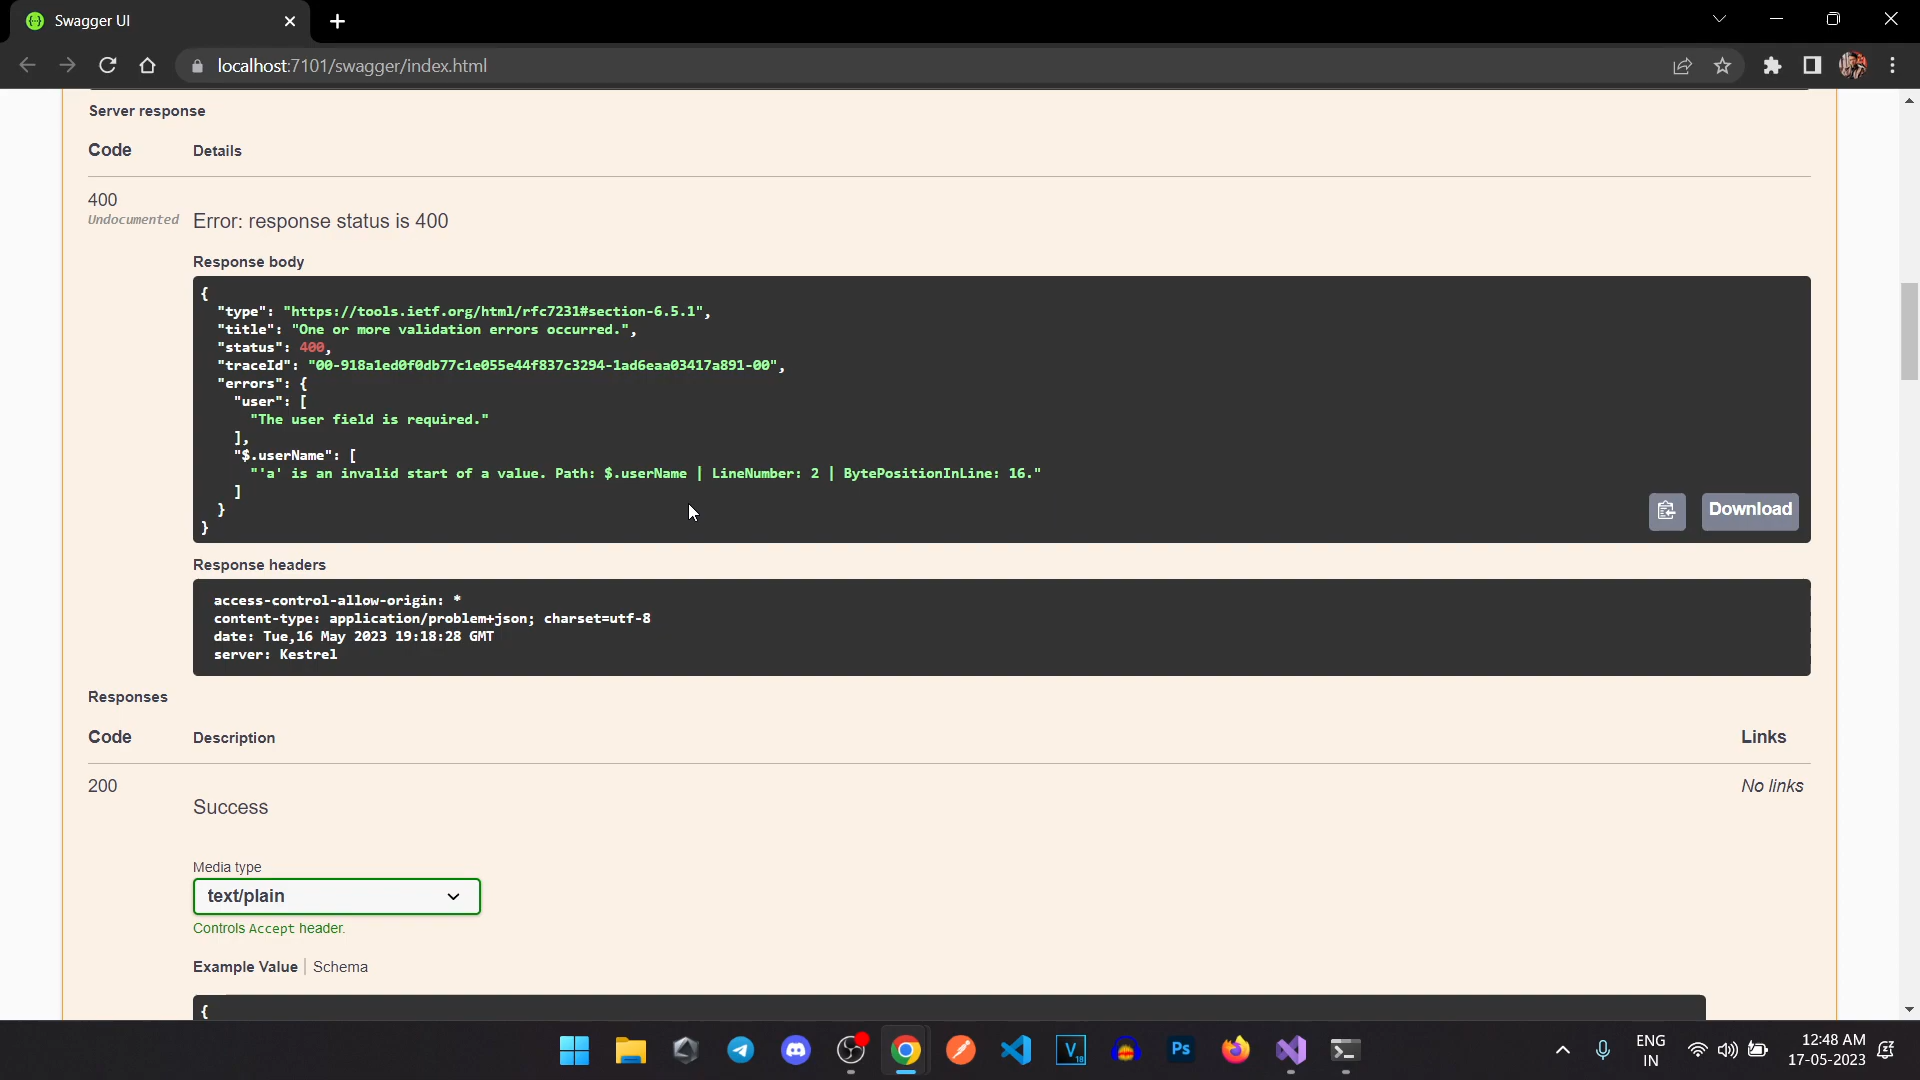 Swagger UI
localhost:7101/swagger/index.html
Server response
Code Details
400
Undocumented Error: response status is 400
Response body
{
"type": "https://tools.ietf.org/html/rfc7231#section-6.5.1",
"title": "One or more validation errors occurred.",
"status": 400,
"traceId": "00-918a1ed0f0db77c1e055e44f837c3294-1ad6eaa03417a891-00",
"errors": {
"user": [
"The user field is required."
],
"$.userName": [
"'a' is an invalid start of a value. Path: $.userName | LineNumber: 2 | BytePositionInLine: 16."
]
}
}
Download
Response headers
access-control-allow-origin: *
content-type: application/problem+json; charset=utf-8
date: Tue,16 May 2023 19:18:28 GMT
server: Kestrel
Responses
Code Description Links
200 No links
Success
Media type
text/plain
Controls Accept header.
Example Value Schema
{
V 18 Ps ENG IN 12:48 AM
17-05-2023